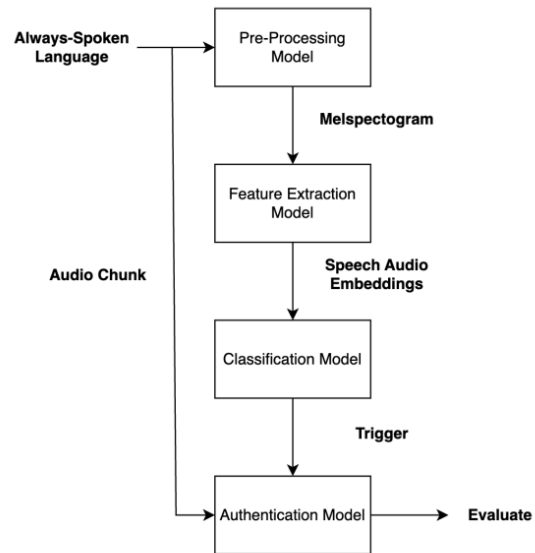 Always-Spoken
Language
Pre-Processing
Model
Melspectogram
Feature Extraction
Model
Audio Chunk
Speech Audio
Embeddings
Classification Model
Trigger
Authentication Model
Evaluate